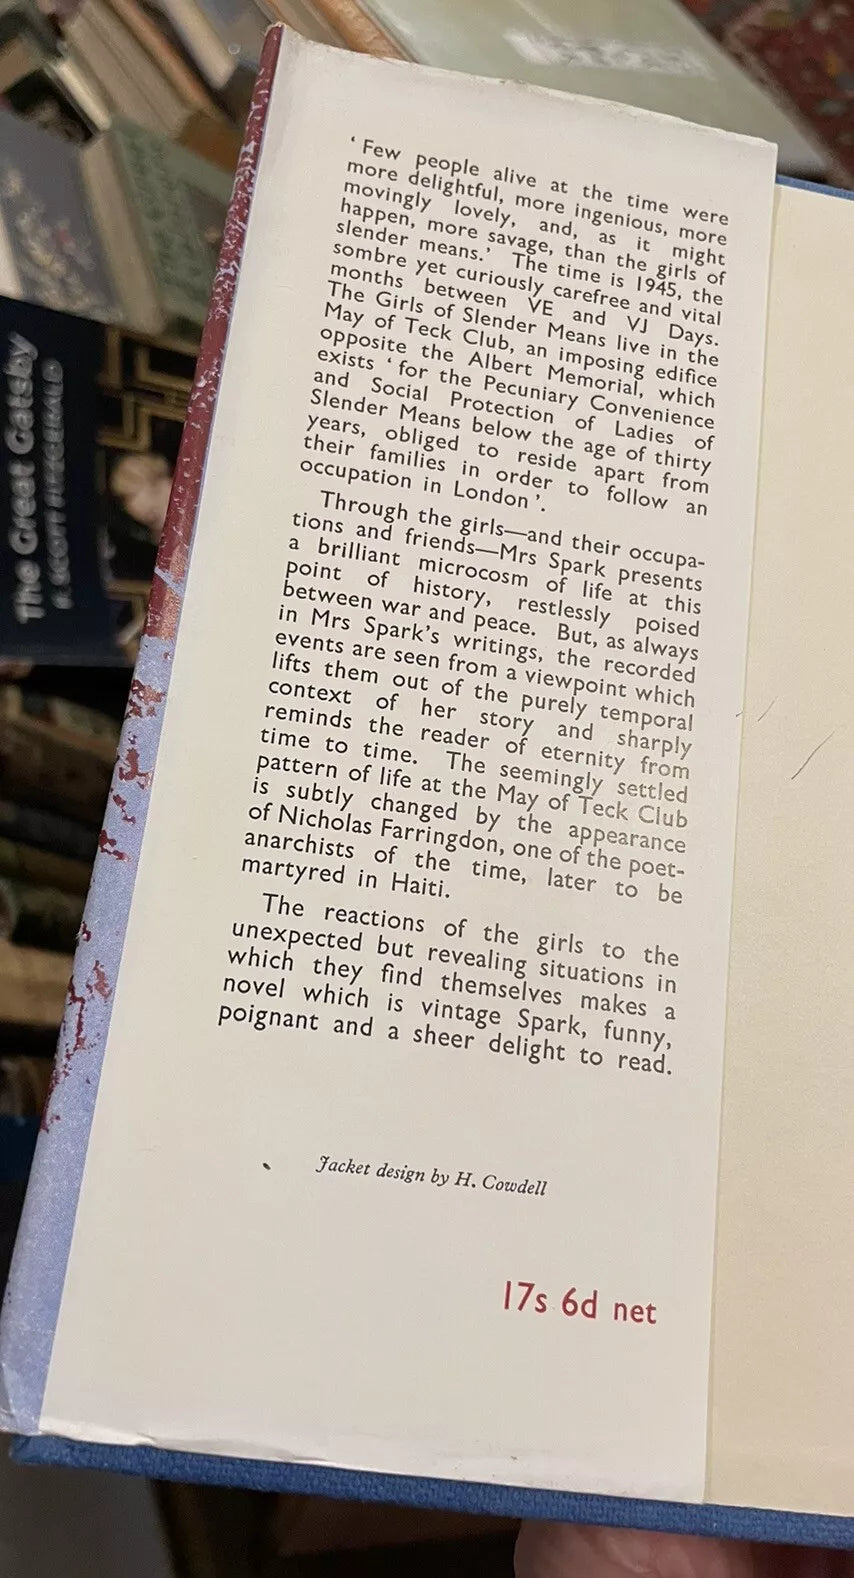 ‘ Few people alive at the time were
more delightful, more ingenious, more
movingly lovely, and, as it might
happen, more savage, than the girls of
slender means.’ The time is 1945, the
sombre yet curiously carefree and vital
months between VE and VJ Days.
The Girls of Slender Means live in the
May of Teck Club, an imposing edifice
opposite the Albert Memorial, which
exists ‘ for the Pecuniary Convenience
and Social Protection of Ladies of
Slender Means below the age of thirty
years, obliged to reside apart from
their families in order to follow an
occupation in London ’.
Through the girls—and their occupa-
tions and friends—Mrs Spark presents
a brilliant microcosm of life at this
point of history, restlessly poised
between war and peace. But, as always
in Mrs Spark’s writings, the recorded
events are seen from a viewpoint which
lifts them out of the purely temporal
context of her story and sharply
reminds the reader of eternity from
time to time. The seemingly settled
pattern of life at the May of Teck Club
is subtly changed by the appearance
of Nicholas Farringdon, one of the poet-
anarchists of the time, later to be
martyred in Haiti.
The reactions of the girls to the
unexpected but revealing situations in
which they find themselves makes a
novel which is vintage Spark, funny,
poignant and a sheer delight to read.
Jacket design by H. Cowdell
17s 6d net
The Great Gatsby
F. SCOTT FITZGERALD